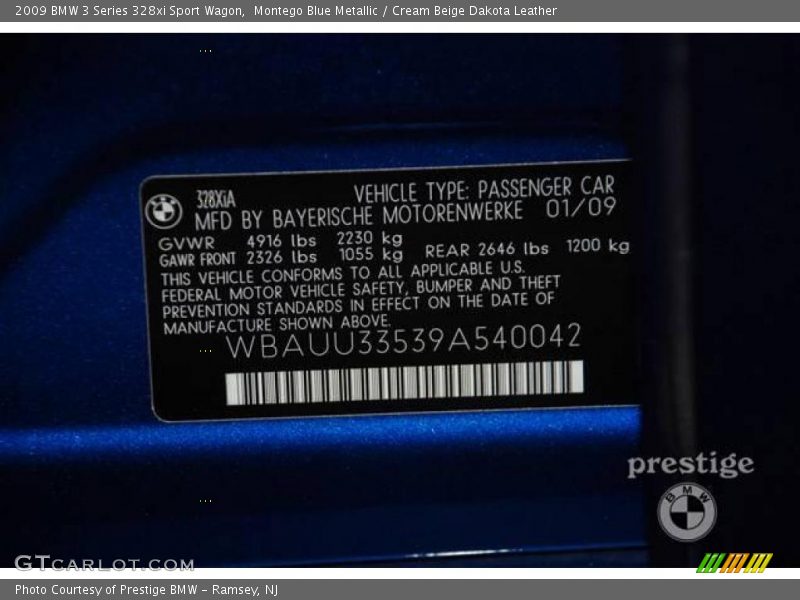 2009 BMW 3 Series 328xi Sport Wagon,  Montego Blue Metallic / Cream Beige Dakota Leather
328XiA
VEHICLE TYPE: PASSENGER CAR
MFD BY BAYERISCHE MOTORENWERKE 01/09
GVWR 4916 lbs 2230 kg
GAWR FRONT 2326 lbs 1055 kg REAR 2646 lbs 1200 kg
THIS VEHICLE CONFORMS TO ALL APPLICABLE U.S.
FEDERAL MOTOR VEHICLE SAFETY, BUMPER AND THEFT
PREVENTION STANDARDS IN EFFECT ON THE DATE OF
MANUFACTURE SHOWN ABOVE.
WBAUU33539A540042
prestige
BMW
GTcarlot.com
Photo Courtesy of Prestige BMW – Ramsey, NJ